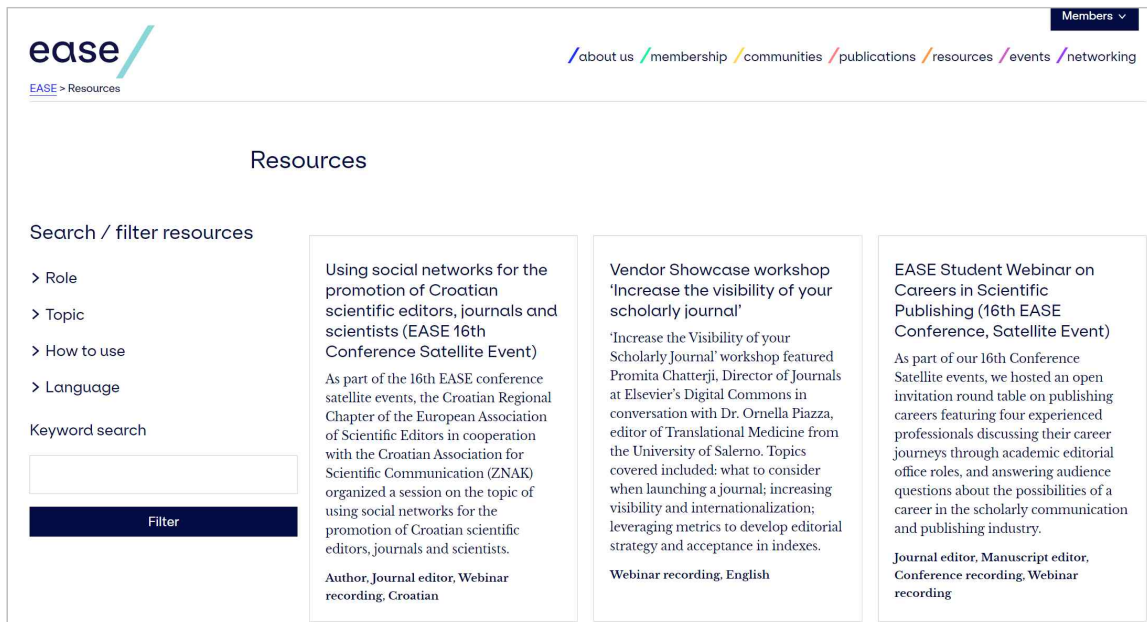 Members
ease
about us
membership
communities
publications
resources
events
networking
EASE > Resources
Resources
Search / filter resources
Role
Topic
How to use
Language
Keyword search
Filter
Using social networks for the
promotion of Croatian
scientific editors, journals and
scientists (EASE 16th
Conference Satellite Event)
As part of the 16th EASE conference
satellite events, the Croatian Regional
Chapter of the European Association
of Scientific Editors in cooperation
with the Croatian Association for
Scientific Communication (ZNAK)
organized a session on the topic of
using social networks for the
promotion of Croatian scientific
editors, journals and scientists.
Author, Journal editor, Webinar
recording, Croatian
Vendor Showcase workshop
‘Increase the visibility of your
scholarly journal’
‘Increase the Visibility of your
Scholarly Journal’ workshop featured
Promita Chatterji, Director of Journals
at Elsevier’s Digital Commons in
conversation with Dr. Ornella Piazza,
editor of Translational Medicine from
the University of Salerno. Topics
covered included: what to consider
when launching a journal; increasing
visibility and internationalization;
leveraging metrics to develop editorial
strategy and acceptance in indexes.
Webinar recording, English
EASE Student Webinar on
Careers in Scientific
Publishing (16th EASE
Conference, Satellite Event)
As part of our 16th Conference
Satellite events, we hosted an open
invitation round table on publishing
careers featuring four experienced
professionals discussing their career
journeys through academic editorial
office roles, and answering audience
questions about the possibilities of a
career in the scholarly communication
and publishing industry.
Journal editor, Manuscript editor,
Conference recording, Webinar
recording